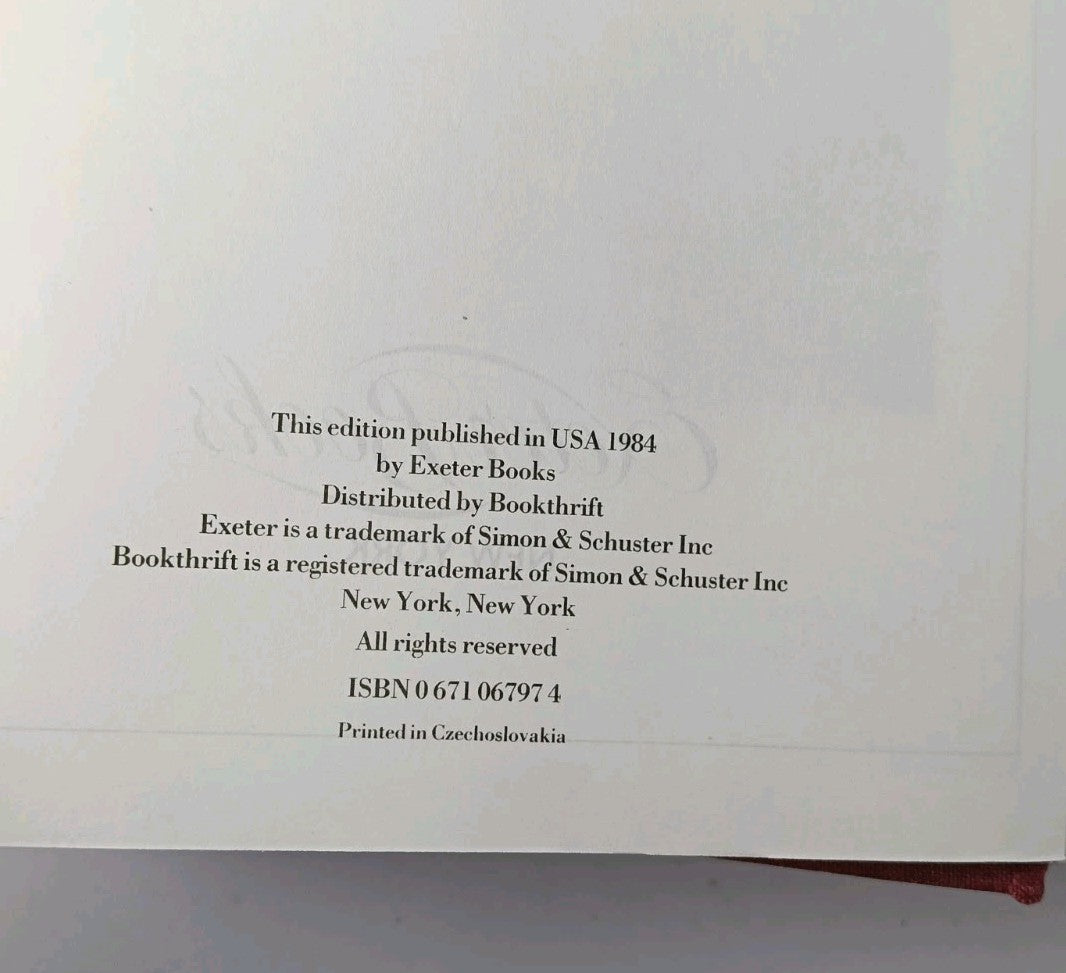 This edition published in USA 1984
by Exeter Books
Distributed by Bookthrift
Exeter is a trademark of Simon & Schuster Inc
Bookthrift is a registered trademark of Simon & Schuster Inc
New York, New York
All rights reserved
ISBN 0 671 06797 4
Printed in Czechoslovakia